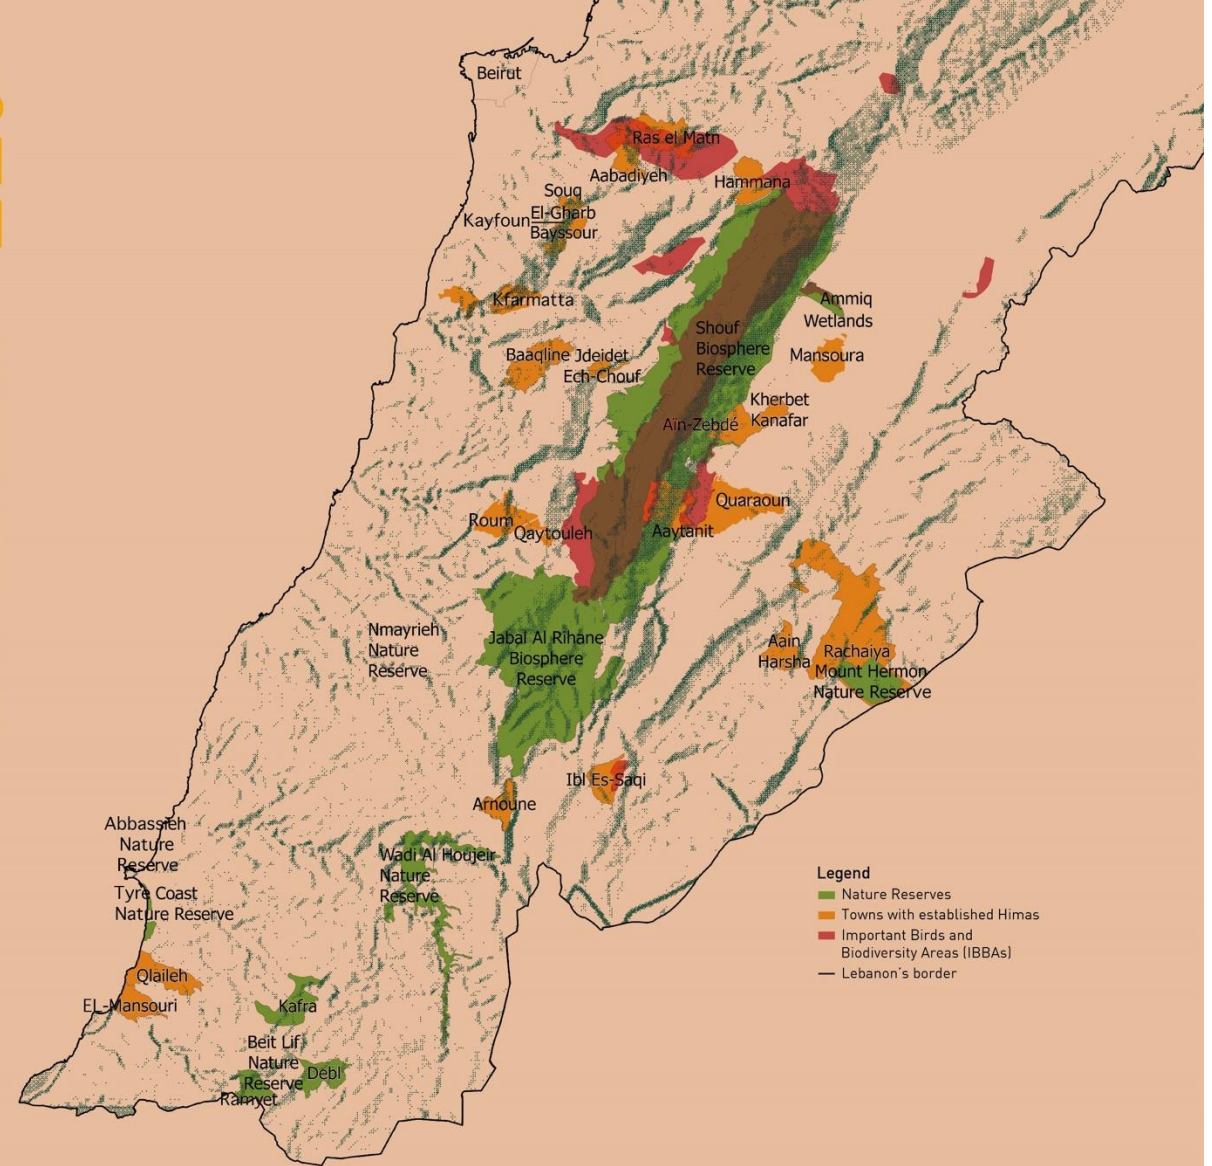 Beirut
Ras el Matn
Aabadiyeh
Hammana
Souq
El-Gharb
Kayfoun
Bayssour
Kfarmatta
Ammiq
Wetlands
Shouf
Biosphere
Reserve
Mansoura
Baaqline
Jdeidet
Ech-Chouf
Kherbet
Kanafar
Aïn-Zebdé
Quaraoun
Roum
Qaytouleh
Aaytanit
Nmayrieh
Nature
Reserve
Jabal Al Rihane
Biosphere
Reserve
Aain
Harsha
Rachaiya
Mount Hermon
Nature Reserve
Ibl Es-Saqi
Arnoune
Abbassieh
Nature
Reserve
Wadi Al Houjeir
Nature
Reserve
Tyre Coast
Nature Reserve
Legend
Nature Reserves
Towns with established Himas
Important Birds and
Biodiversity Areas (IBBAs)
Lebanon's border
Qlaileh
EL-Mansouri
Kafra
Beit Lif
Nature
Reserve
Debl
Ramyet